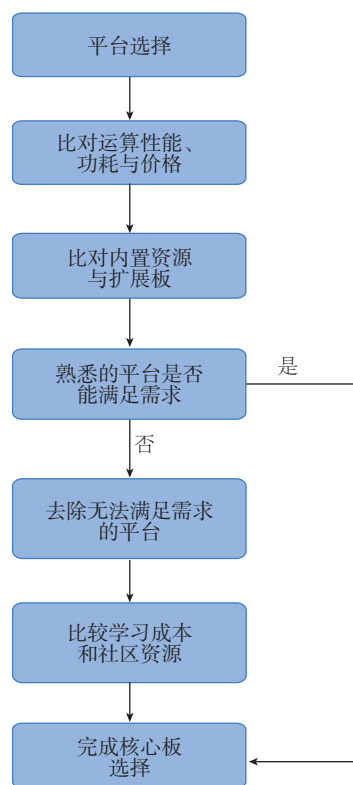 平台选择
比对运算性能、
功耗与价格
比对内置资源
与扩展板
熟悉的平台是否
能满足需求
是
否
去除无法满足需求
的平台
比较学习成本
和社区资源
完成核心板
选择